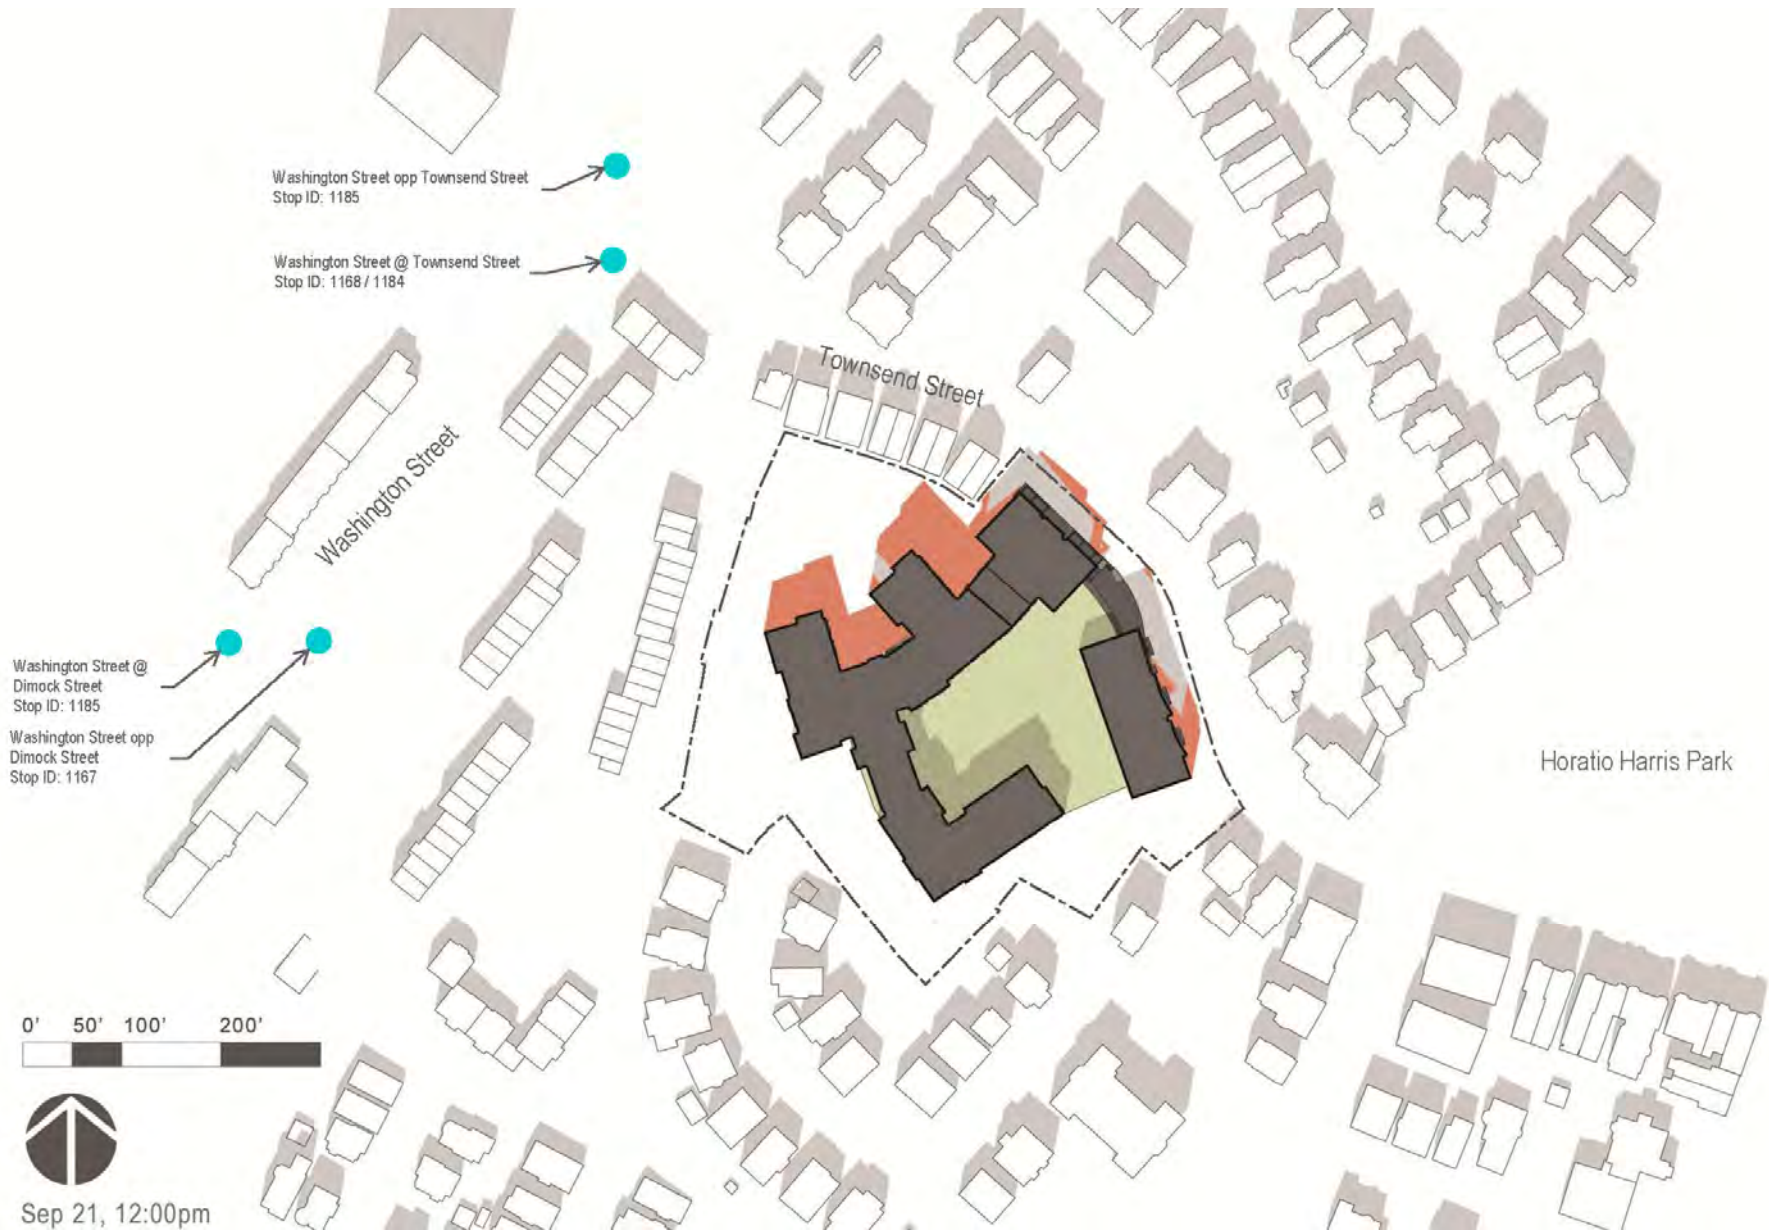 Washington Street opp Townsend Street
Stop ID: 1185
Washington Street @ Townsend Street
Stop ID: 1168 / 1184
Townsend Street
Washington Street
Washington Street @
Dimock Street
Stop ID: 1185
Washington Street opp
Dimock Street
Stop ID: 1167
Horatio Harris Park
0' 50' 100' 200'
Sep 21, 12:00pm